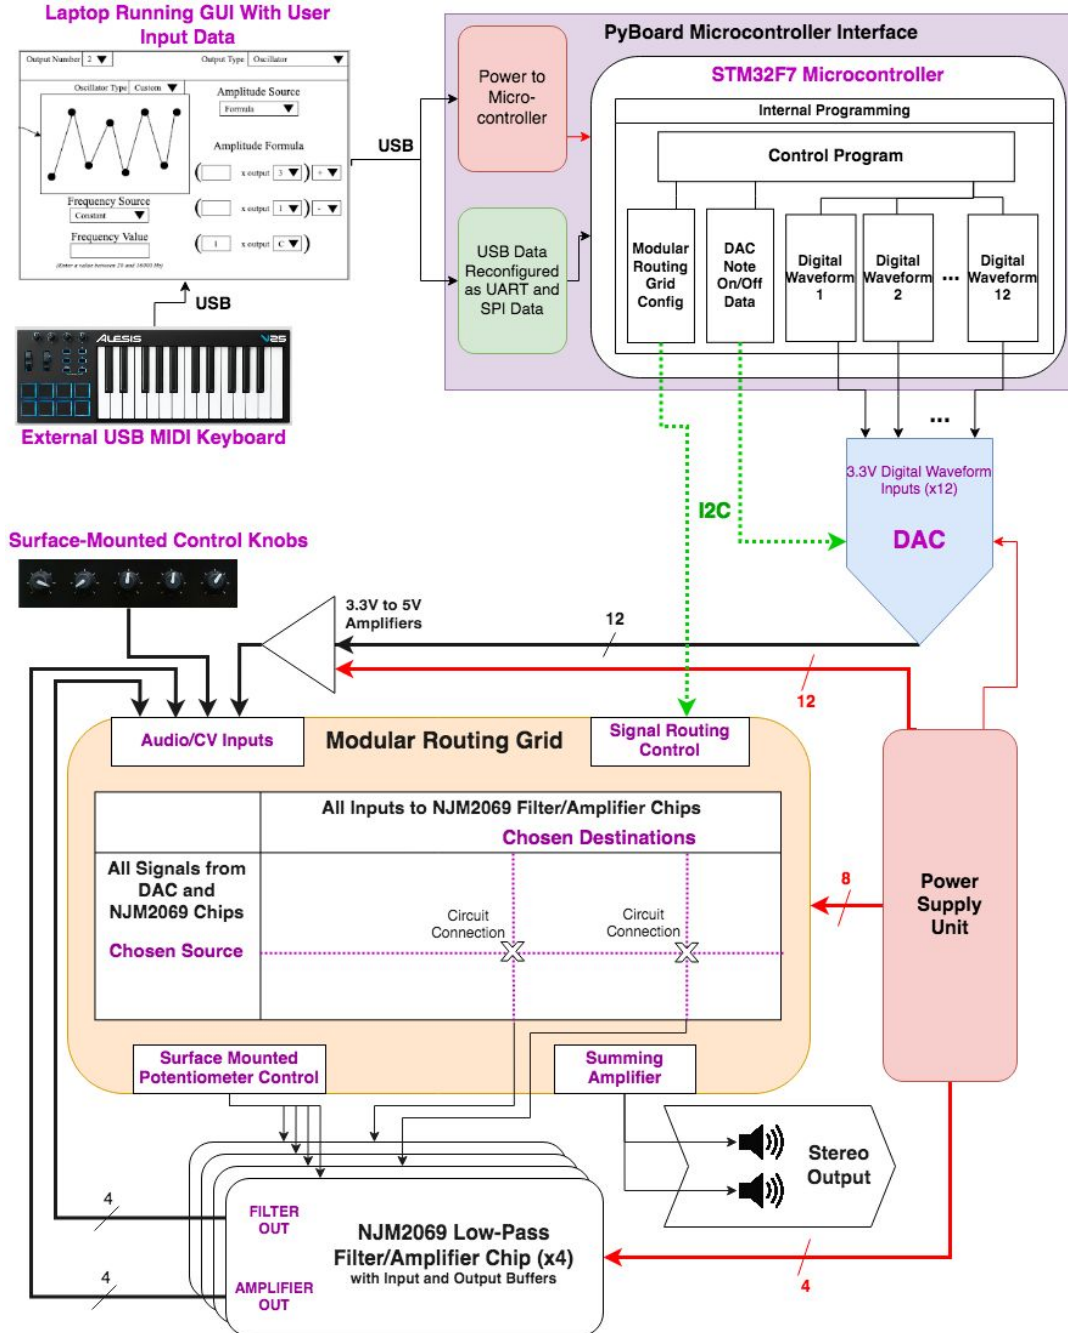 Laptop Running GUI With User
Input Data
Output Number 2
Output Type Oscillator
Oscillator Type Custom
Amplitude Source
Formula
Amplitude Formula
( x output 3 ) +
( x output 1 ) -
( 1 x output C )
Frequency Source
Constant
Frequency Value
(Enter a value between 20 and 16000 Hz)
USB
ALESIS V25
External USB MIDI Keyboard
USB
PyBoard Microcontroller Interface
Power to
Micro-
controller
USB Data
Reconfigured
as UART and
SPI Data
STM32F7 Microcontroller
Internal Programming
Control Program
Modular
Routing
Grid
Config
DAC
Note
On/Off
Data
Digital
Waveform
1
Digital
Waveform
2
...
Digital
Waveform
12
...
3.3V Digital Waveform
Inputs (x12)
DAC
I2C
Surface-Mounted Control Knobs
3.3V to 5V
Amplifiers
12
12
Audio/CV Inputs
Modular Routing Grid
Signal Routing
Control
All Inputs to NJM2069 Filter/Amplifier Chips
Chosen Destinations
All Signals from
DAC and
NJM2069 Chips
Chosen Source
Circuit
Connection
Circuit
Connection
8
Power
Supply
Unit
Surface Mounted
Potentiometer Control
Summing
Amplifier
Stereo
Output
4
FILTER
OUT
4
AMPLIFIER
OUT
NJM2069 Low-Pass
Filter/Amplifier Chip (x4)
with Input and Output Buffers
4